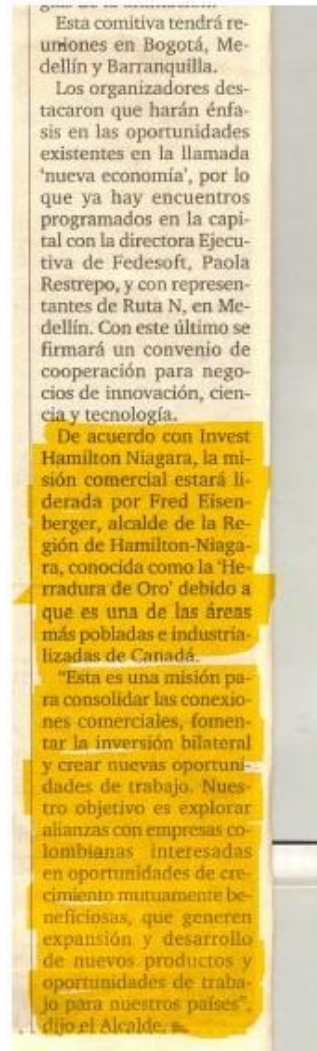 Esta comitiva tendrá re-
uniones en Bogotá, Me-
dellín y Barranquilla.
Los organizadores des-
tacaron que harán énfa-
sis en las oportunidades
existentes en la llamada
‘nueva economía’, por lo
que ya hay encuentros
programados en la capi-
tal con la directora Ejecu-
tiva de Fedesoft, Paola
Restrepo, y con represen-
tantes de Ruta N, en Me-
dellín. Con este último se
firmará un convenio de
cooperación para nego-
cios de innovación, cien-
cia y tecnología.
De acuerdo con Invest
Hamilton Niagara, la mi-
sión comercial estará li-
derada por Fred Eisen-
berger, alcalde de la Re-
gión de Hamilton-Niaga-
ra, conocida como la ‘He-
rradura de Oro’ debido a
que es una de las áreas
más pobladas e industria-
lizadas de Canadá.
“Esta es una misión pa-
ra consolidar las conexio-
nes comerciales, fomen-
tar la inversión bilateral
y crear nuevas oportuni-
dades de trabajo. Nues-
tro objetivo es explorar
alianzas con empresas co-
lombianas interesadas
en oportunidades de cre-
cimiento mutuamente be-
neficiosas, que generen
expansión y desarrollo
de nuevos productos y
oportunidades de traba-
jo para nuestros países”,
dijo el Alcalde.